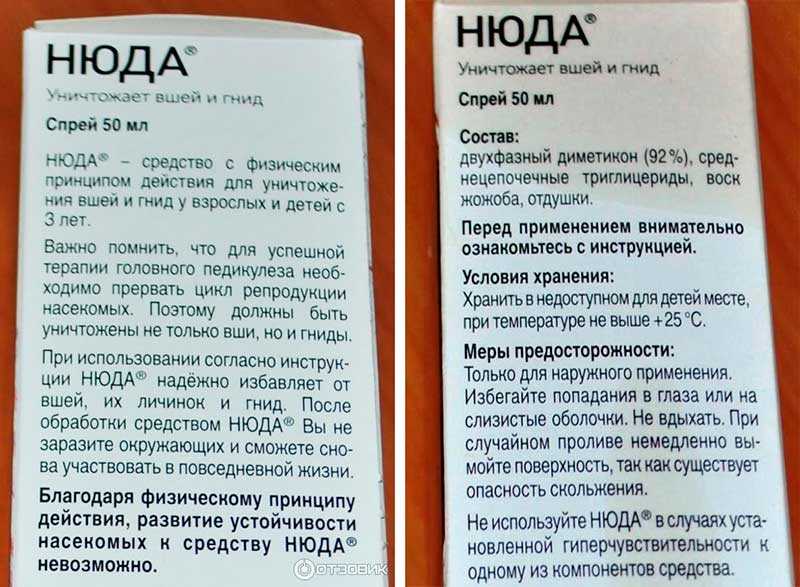 НЮДА®
Уничтожает вшей и гнид
Спрей 50 мл
НЮДА® – средство с физическим
принципом действия для уничтоже-
ния вшей и гнид у взрослых и детей с
3 лет.
Важно помнить, что для успешной
терапии головного педикулеза необ-
ходимо прервать цикл репродукции
насекомых. Поэтому должны быть
уничтожены не только вши, но и гниды.
При использовании согласно инструк-
ции НЮДА® надёжно избавляет от
вшей, их личинок и гнид. После
обработки средством НЮДА® Вы не
заразите окружающих и сможете сно-
ва участвовать в повседневной жизни.
Благодаря физическому принципу
действия, развитие устойчивости
насекомых к средству НЮДА®
невозможно.
ОТЗОВИК
НЮДА®
Уничтожает вшей и гнид
Спрей 50 мл
Состав:
двухфазный диметикон (92%), сред-
нецепочечные триглицериды, воск
жожоба, отдушки.
Перед применением внимательно
ознакомьтесь с инструкцией.
Условия хранения:
Хранить в недоступном для детей месте,
при температуре не выше +25 °С.
Меры предосторожности:
Только для наружного применения.
Избегайте попадания в глаза или на
слизистые оболочки. Не вдыхать. При
случайном проливе немедленно вы-
мойте поверхность, так как существует
опасность скольжения.
Не используйте НЮДА® в случаях уста-
новленной гиперчувствительности к
одному из компонентов средства.